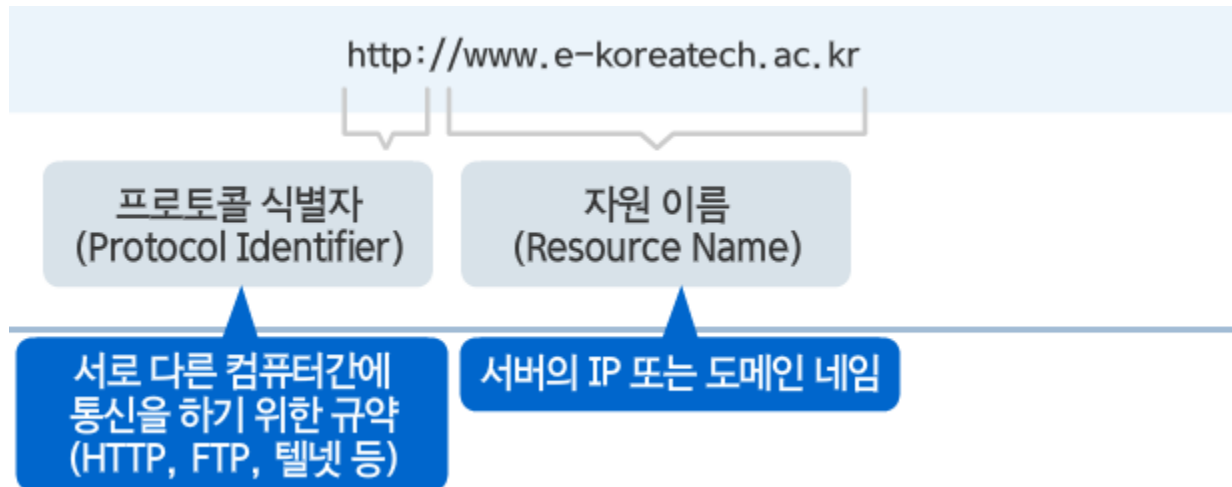 http://www.e-koreatech.ac.kr
프로토콜 식별자
(Protocol Identifier)
자원 이름
(Resource Name)
서로 다른 컴퓨터간에
통신을 하기 위한 규약
(HTTP, FTP, 텔넷 등)
서버의 IP 또는 도메인 네임